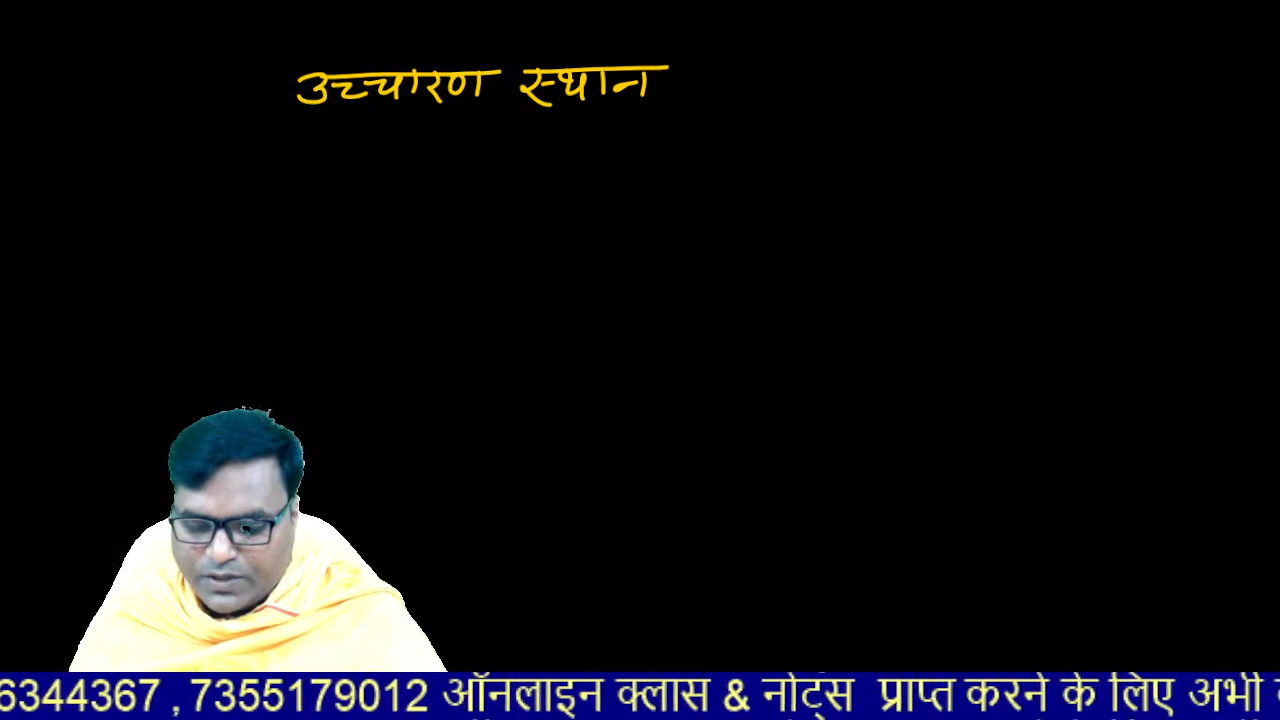 उच्चारण स्थान
6344367 , 7355179012 ऑनलाइन क्लास & नोट्स प्राप्त करने के लिए अभी